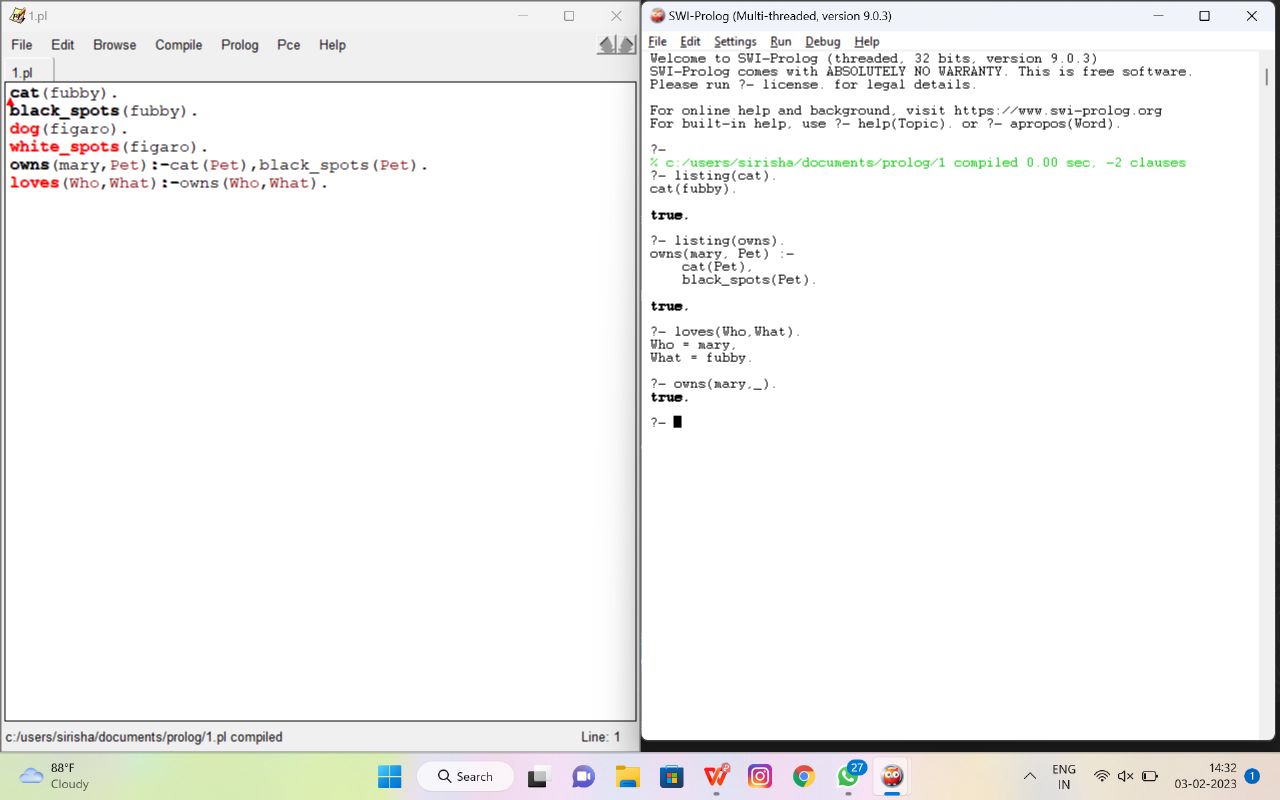 1.pl
File Edit Browse Compile Prolog Pce Help
1.pl
cat(fubby).
black_spots(fubby).
dog(figaro).
white_spots(figaro).
owns(mary,Pet):-cat(Pet),black_spots(Pet).
loves(Who,What):-owns(Who,What).
c:/users/sirisha/documents/prolog/1.pl compiled Line: 1
SWI-Prolog (Multi-threaded, version 9.0.3)
File Edit Settings Run Debug Help
Welcome to SWI-Prolog (threaded, 32 bits, version 9.0.3)
SWI-Prolog comes with ABSOLUTELY NO WARRANTY. This is free software.
Please run ?- license. for legal details.
For online help and background, visit https://www.swi-prolog.org
For built-in help, use ?- help(Topic). or ?- apropos(Word).
?-
% c:/users/sirisha/documents/prolog/1 compiled 0.00 sec, -2 clauses
?- listing(cat).
cat(fubby).
true.
?- listing(owns).
owns(mary, Pet) :-
cat(Pet),
black_spots(Pet).
true.
?- loves(Who,What).
Who = mary,
What = fubby.
?- owns(mary,_).
true.
?-
88°F
Cloudy
Search
27
ENG
IN
14:32
03-02-2023
1